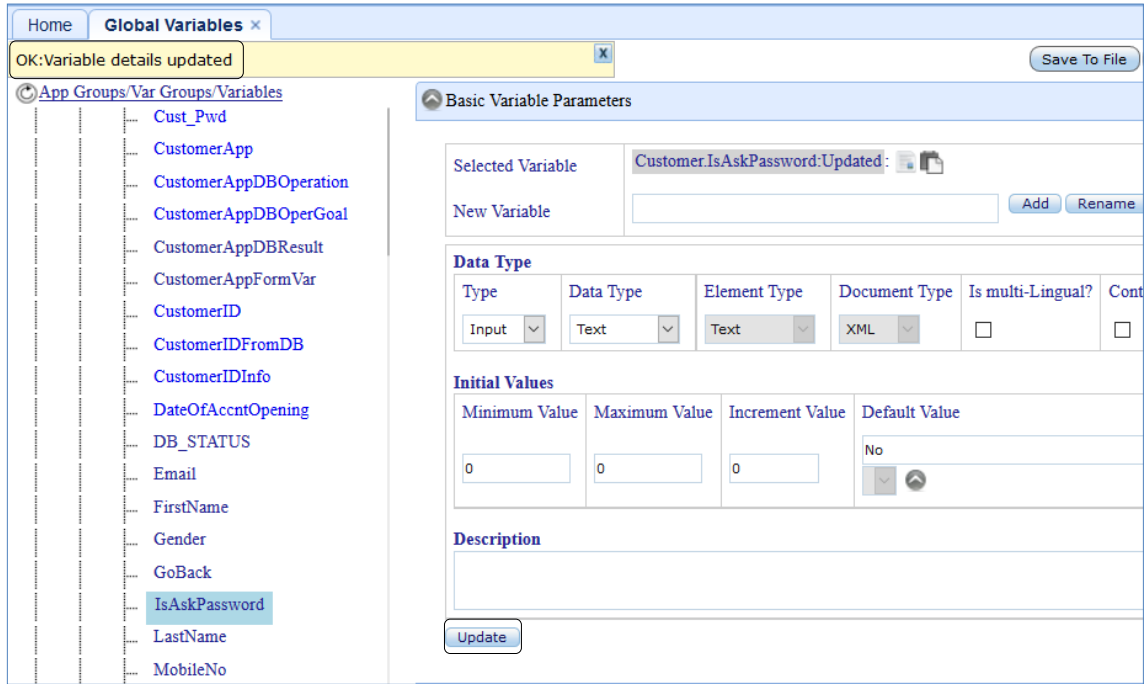 Home
Global Variables ×
OK:Variable details updated
x
Save To File
App Groups/Var Groups/Variables
Cust_Pwd
CustomerApp
CustomerAppDBOperation
CustomerAppDBOperGoal
CustomerAppDBResult
CustomerAppFormVar
CustomerID
CustomerIDFromDB
CustomerIDInfo
DateOfAccntOpening
DB_STATUS
Email
FirstName
Gender
GoBack
IsAskPassword
LastName
MobileNo
Basic Variable Parameters
Selected Variable
Customer.IsAskPassword:Updated:
New Variable
Add
Rename
Data Type
Type Data Type Element Type Document Type Is multi-Lingual? Cont
Input Text Text XML
Initial Values
Minimum Value Maximum Value Increment Value Default Value
0 0 0 No
Description
Update